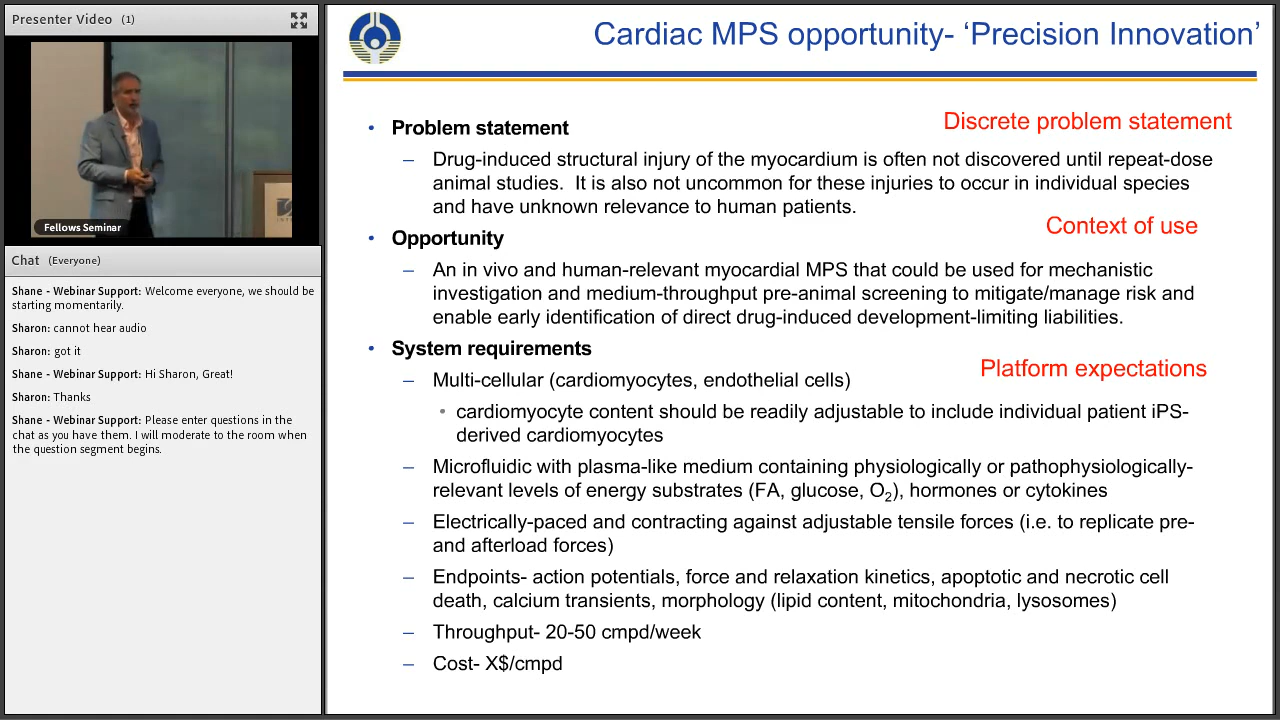 Presenter Video (1)
Fellows Seminar
Chat (Everyone)
Shane - Webinar Support: Welcome everyone, we should be
starting momentarily.
Sharon: cannot hear audio
Sharon: got it
Shane - Webinar Support: Hi Sharon, Great!
Sharon: Thanks
Shane - Webinar Support: Please enter questions in the
chat as you have them. I will moderate to the room when
the question segment begins.
Cardiac MPS opportunity- ‘Precision Innovation’
Discrete problem statement
• Problem statement
– Drug-induced structural injury of the myocardium is often not discovered until repeat-dose
animal studies. It is also not uncommon for these injuries to occur in individual species
and have unknown relevance to human patients.
Context of use
• Opportunity
– An in vivo and human-relevant myocardial MPS that could be used for mechanistic
investigation and medium-throughput pre-animal screening to mitigate/manage risk and
enable early identification of direct drug-induced development-limiting liabilities.
• System requirements
Platform expectations
– Multi-cellular (cardiomyocytes, endothelial cells)
• cardiomyocyte content should be readily adjustable to include individual patient iPS-
derived cardiomyocytes
– Microfluidic with plasma-like medium containing physiologically or pathophysiologically-
relevant levels of energy substrates (FA, glucose, O2), hormones or cytokines
– Electrically-paced and contracting against adjustable tensile forces (i.e. to replicate pre-
and afterload forces)
– Endpoints- action potentials, force and relaxation kinetics, apoptotic and necrotic cell
death, calcium transients, morphology (lipid content, mitochondria, lysosomes)
– Throughput- 20-50 cmpd/week
– Cost- X$/cmpd